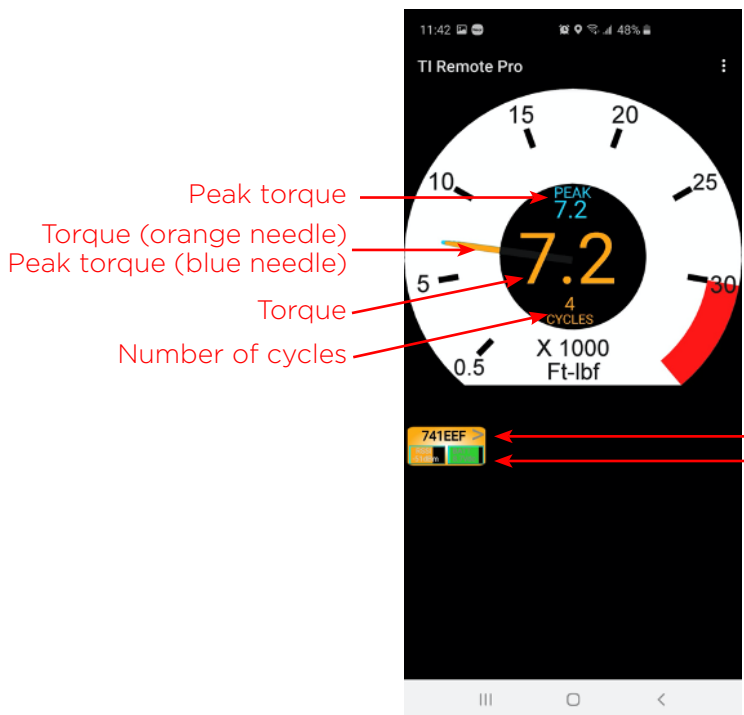 11:42
48%
TI Remote Pro
15
20
10
25
PEAK
7.2
Peak torque
Torque (orange needle)
Peak torque (blue needle)
7.2
5
30
Torque
4
CYCLES
Number of cycles
0.5
X 1000
Ft-lbf
741EEF >